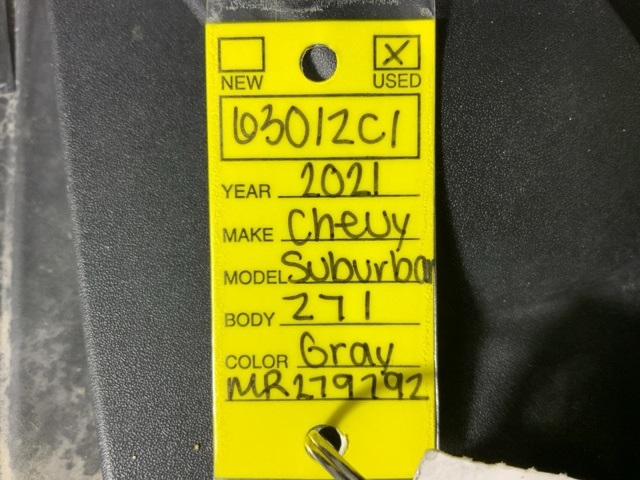 NEW X USED
63012C1
YEAR 2021
MAKE Chevy
MODEL Suburban
BODY Z71
COLOR Gray
MR279792